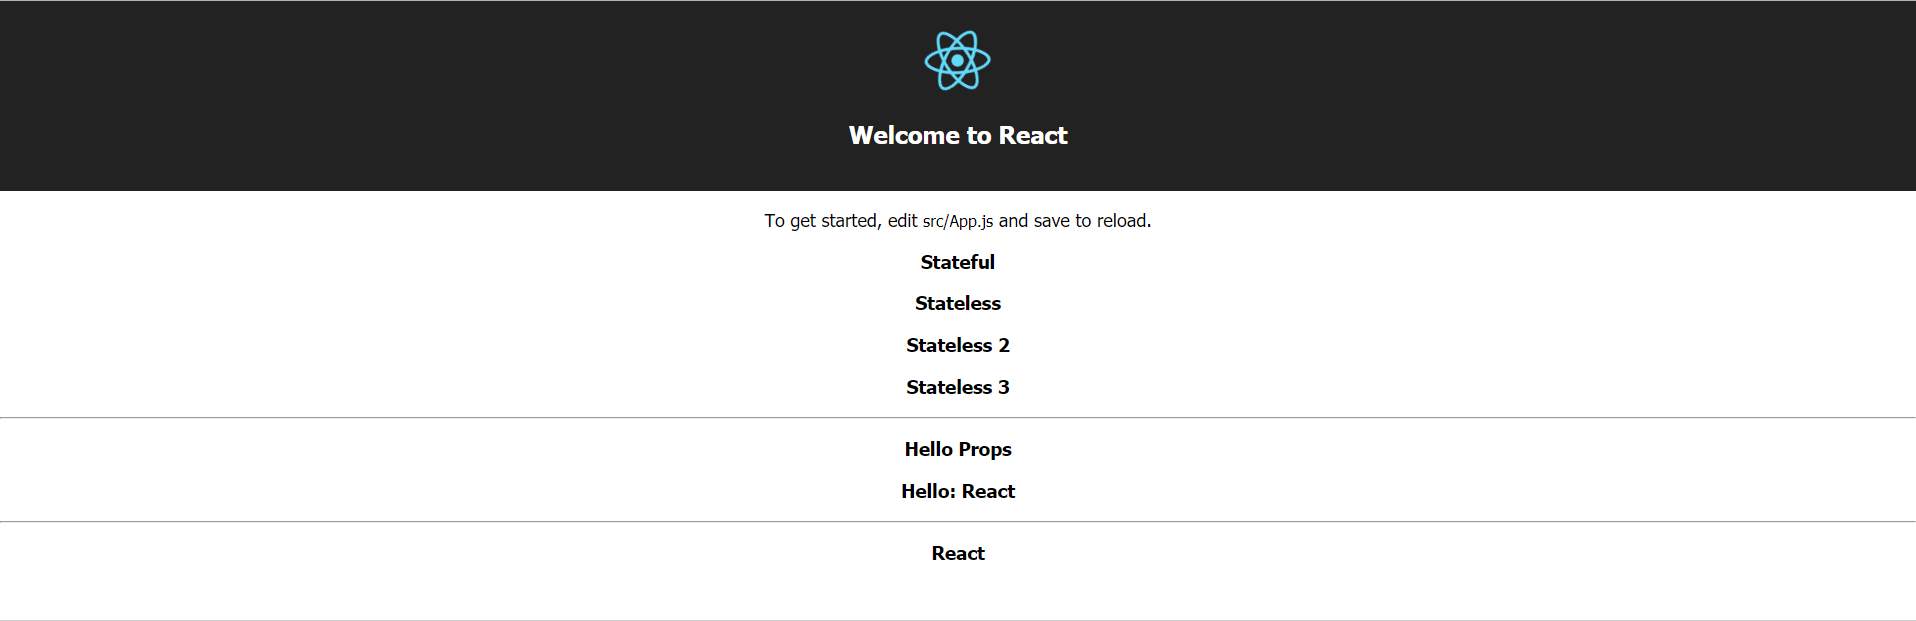 Welcome to React
To get started, edit src/App.js and save to reload.
Stateful
Stateless
Stateless 2
Stateless 3
Hello Props
Hello: React
React